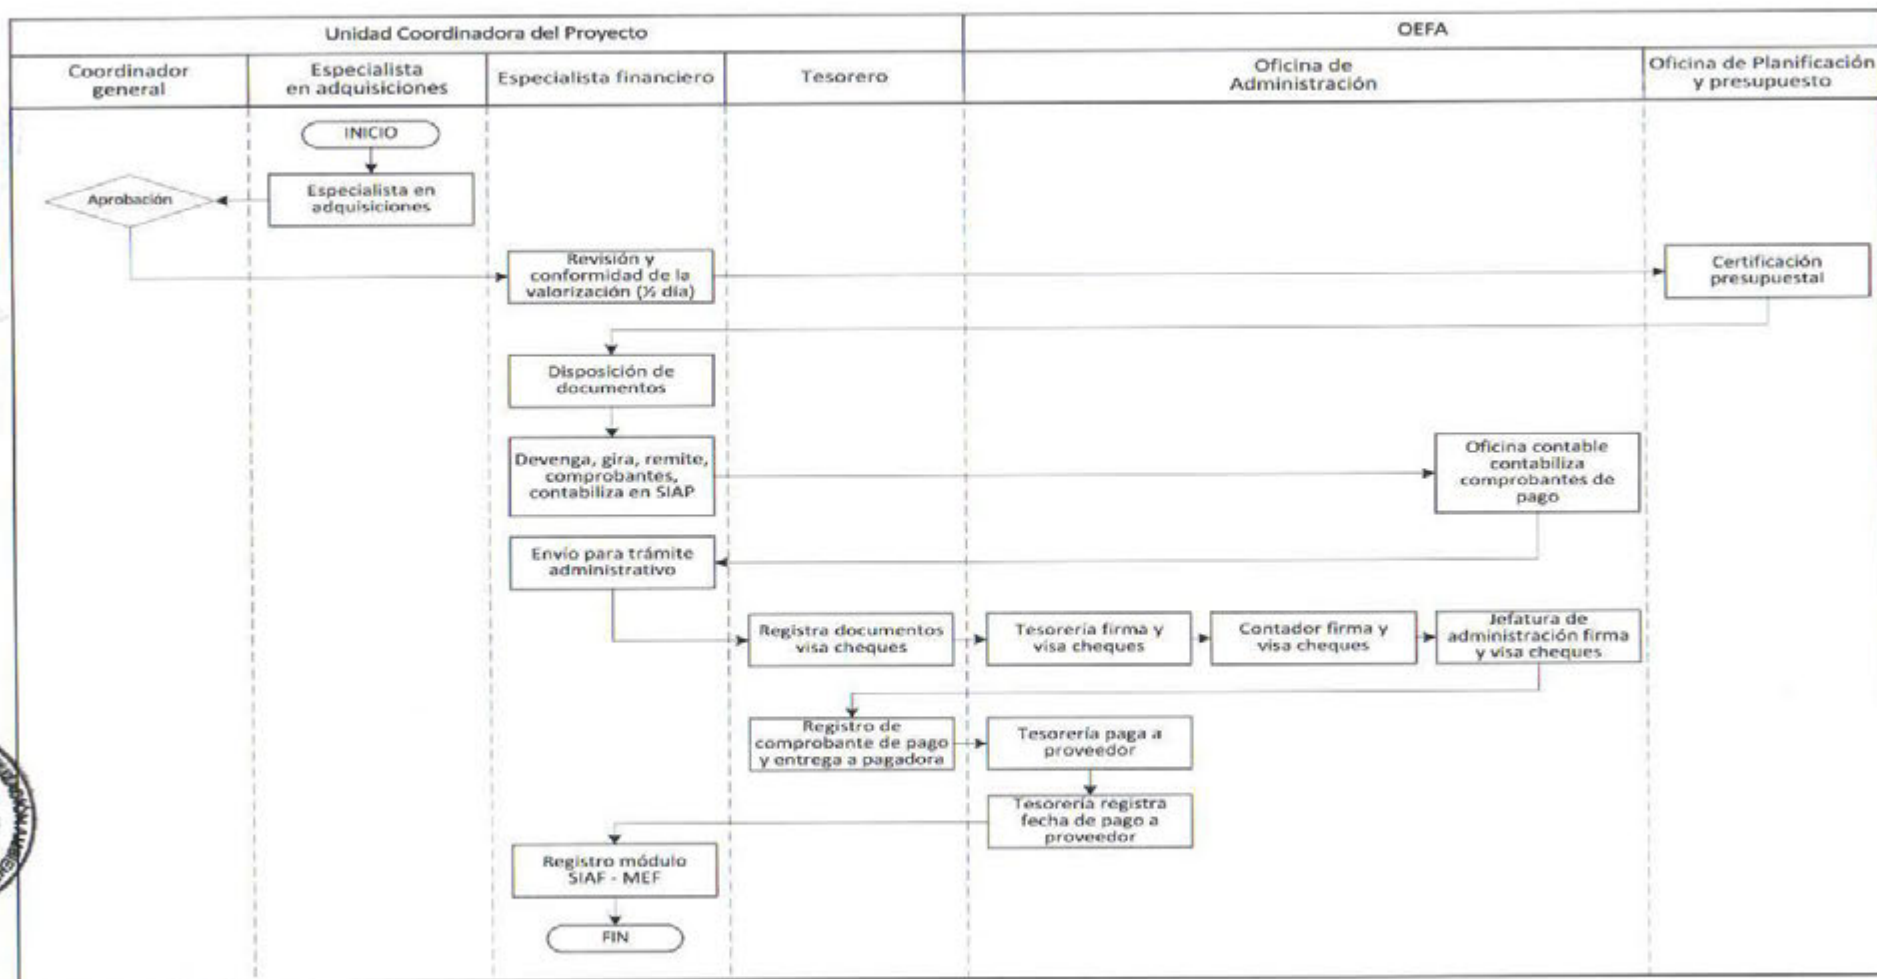 Unidad Coordinadora del Proyecto
OEFA
Coordinador
general
Especialista
en adquisiciones
Especialista financiero
Tesorero
Oficina de
Administración
Oficina de Planificación
y presupuesto
INICIO
Aprobación
Especialista en
adquisiciones
Revisión y
conformidad de la
valorización (½ día)
Certificación
presupuestal
Disposición de
documentos
Devenga, gira, remite,
comprobantes,
contabiliza en SIAP
Oficina contable
contabiliza
comprobantes de
pago
Envío para trámite
administrativo
Registra documentos
visa cheques
Tesorería firma y
visa cheques
Contador firma y
visa cheques
Jefatura de
administración firma
y visa cheques
Registro de
comprobante de pago
y entrega a pagadora
Tesorería paga a
proveedor
Tesorería registra
fecha de pago a
proveedor
Registro módulo
SIAF - MEF
FIN